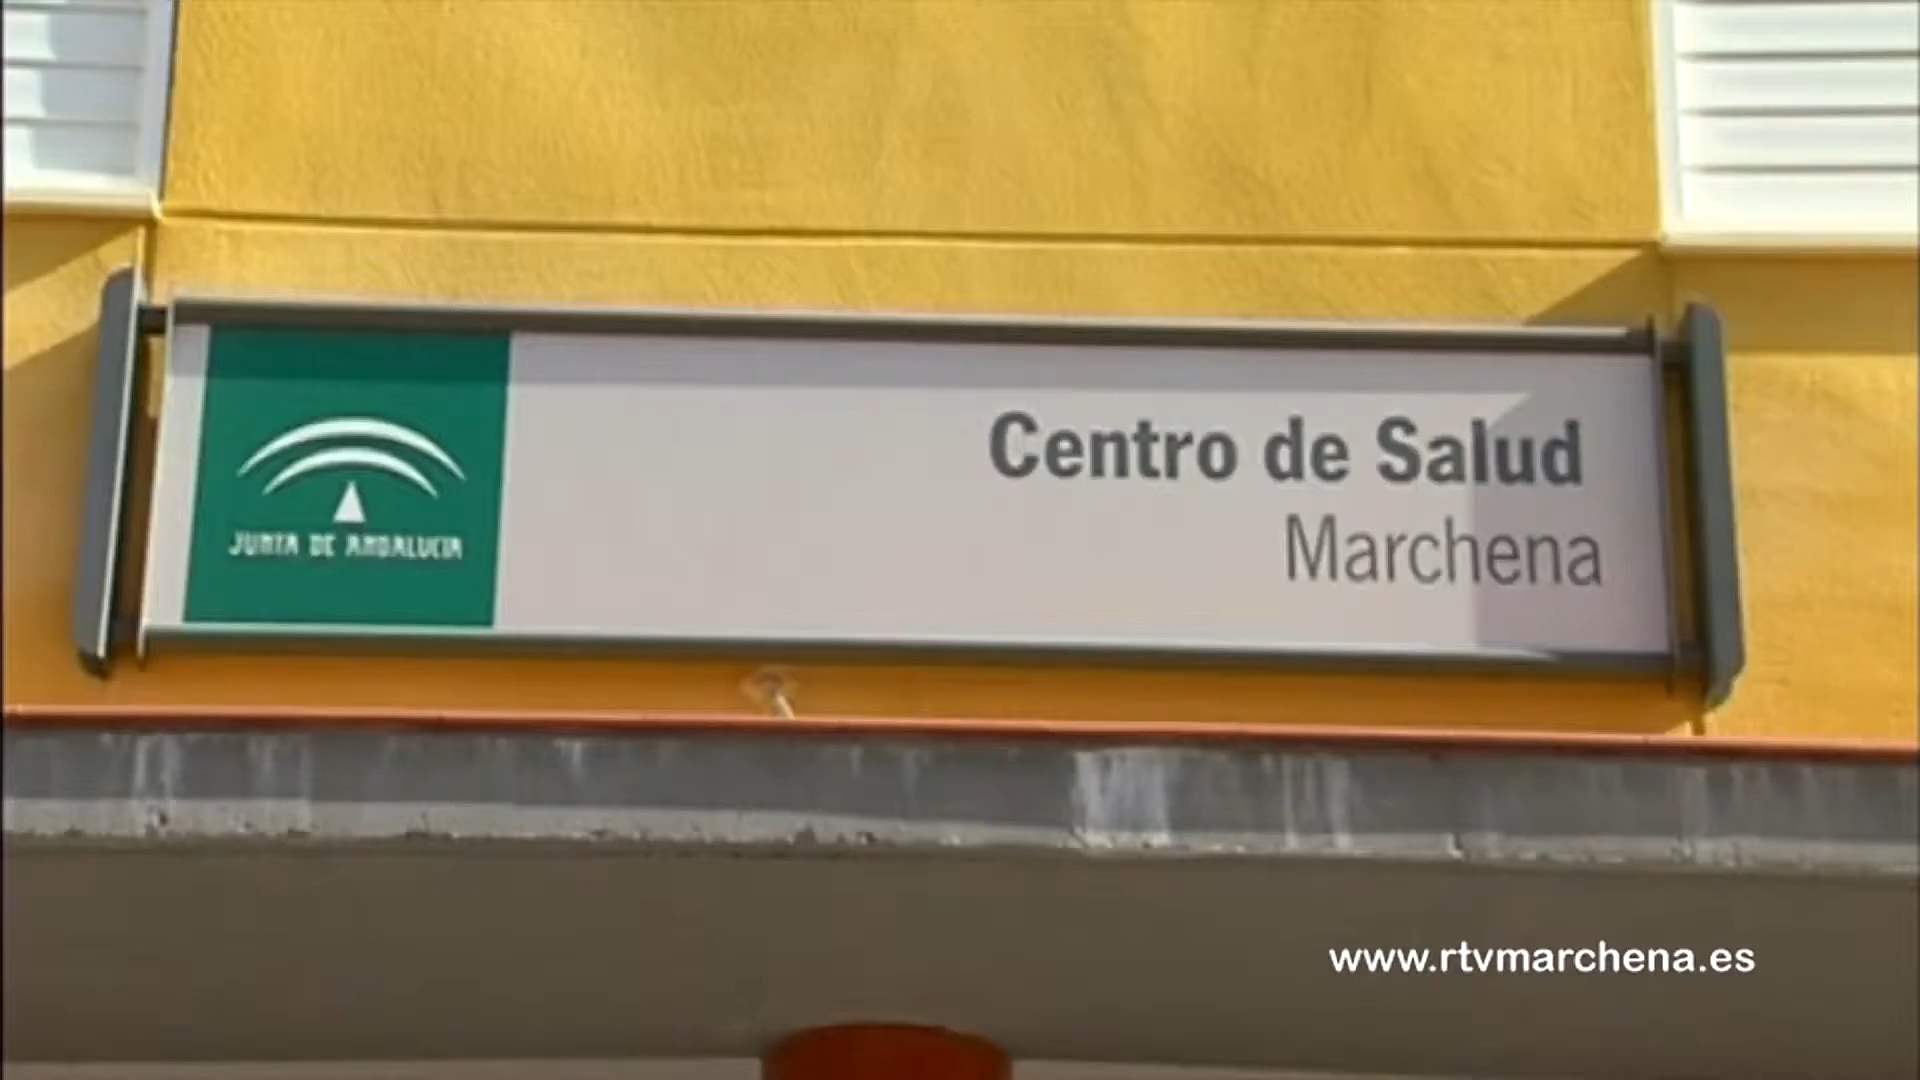 Centro de Salud
Marchena
JUNTA DE ANDALUCIA
www.rtvmarchena.es